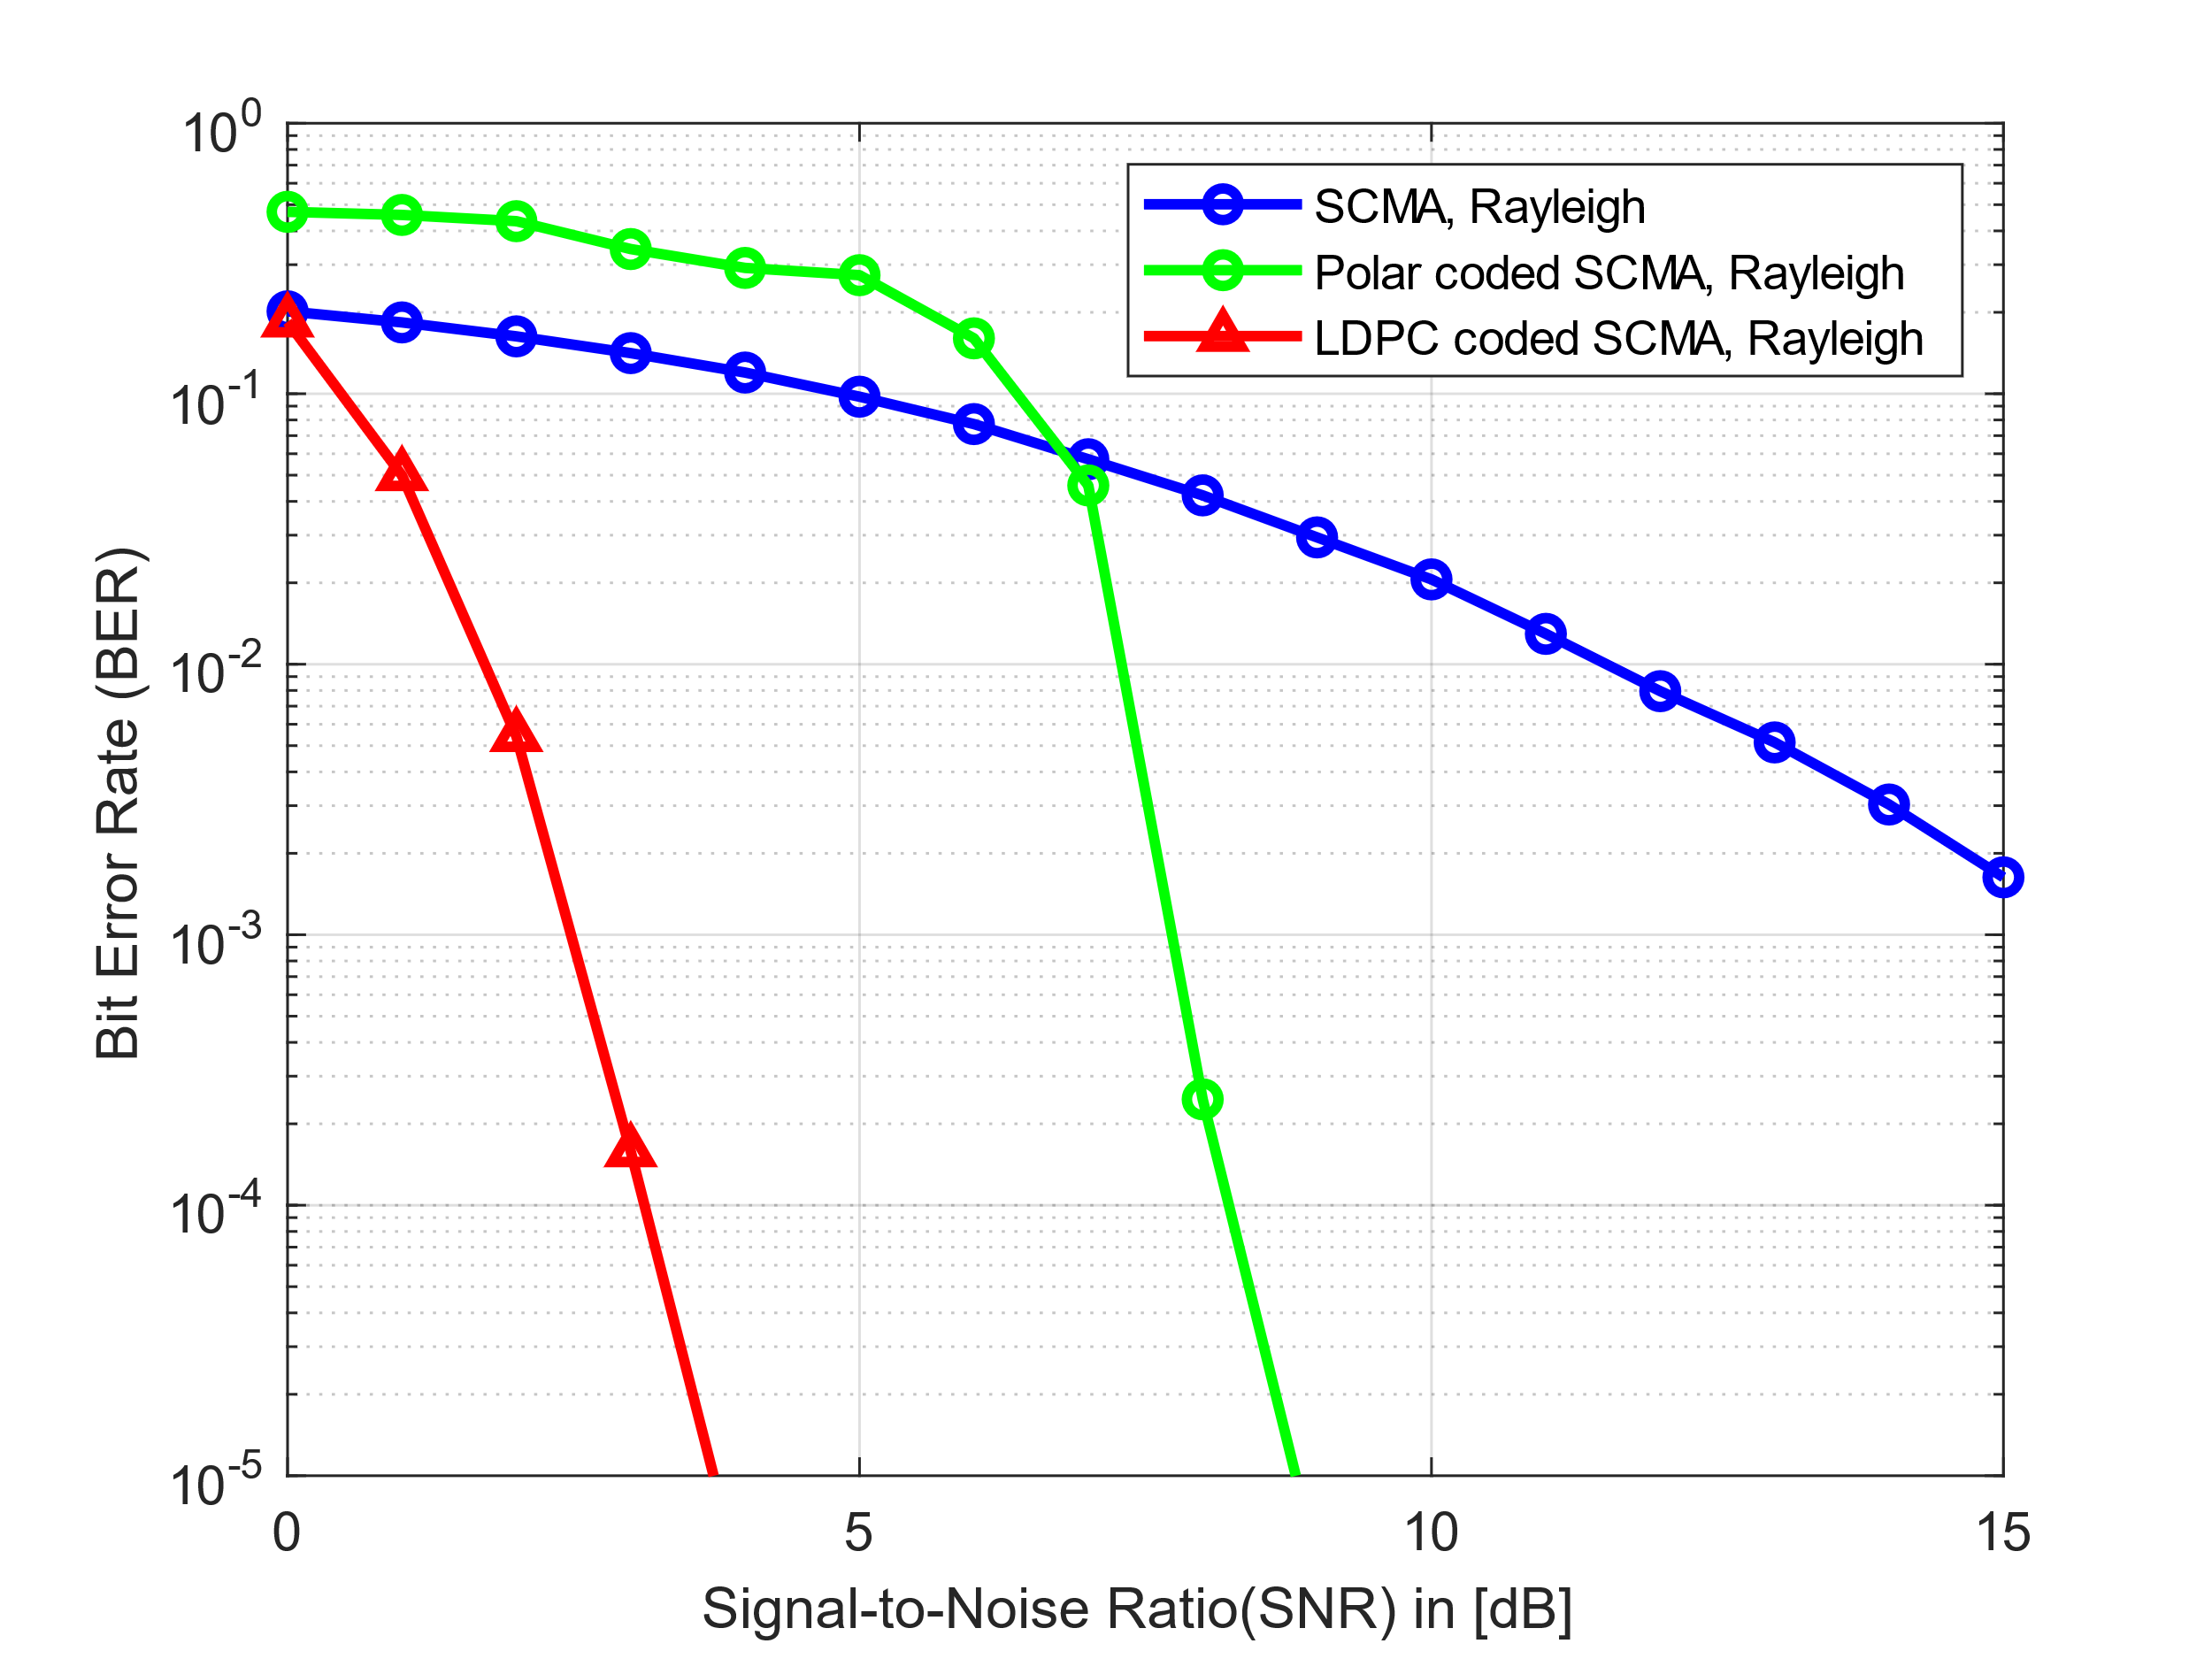 10^0
10^-1
10^-2
10^-3
10^-4
10^-5
Bit Error Rate (BER)
SCMA, Rayleigh
Polar coded SCMA, Rayleigh
LDPC coded SCMA, Rayleigh
0 5 10 15
Signal-to-Noise Ratio(SNR) in [dB]